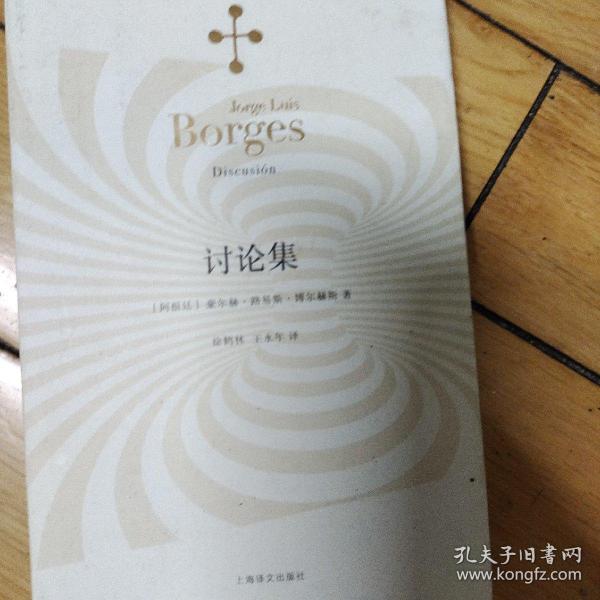 Jorge Luis
Borges
Discusión
讨论集
[阿根廷] 豪尔赫·路易斯·博尔赫斯 著
徐鹤林 王永年 译
上海译文出版社
孔夫子旧書网
www.kongfz.com